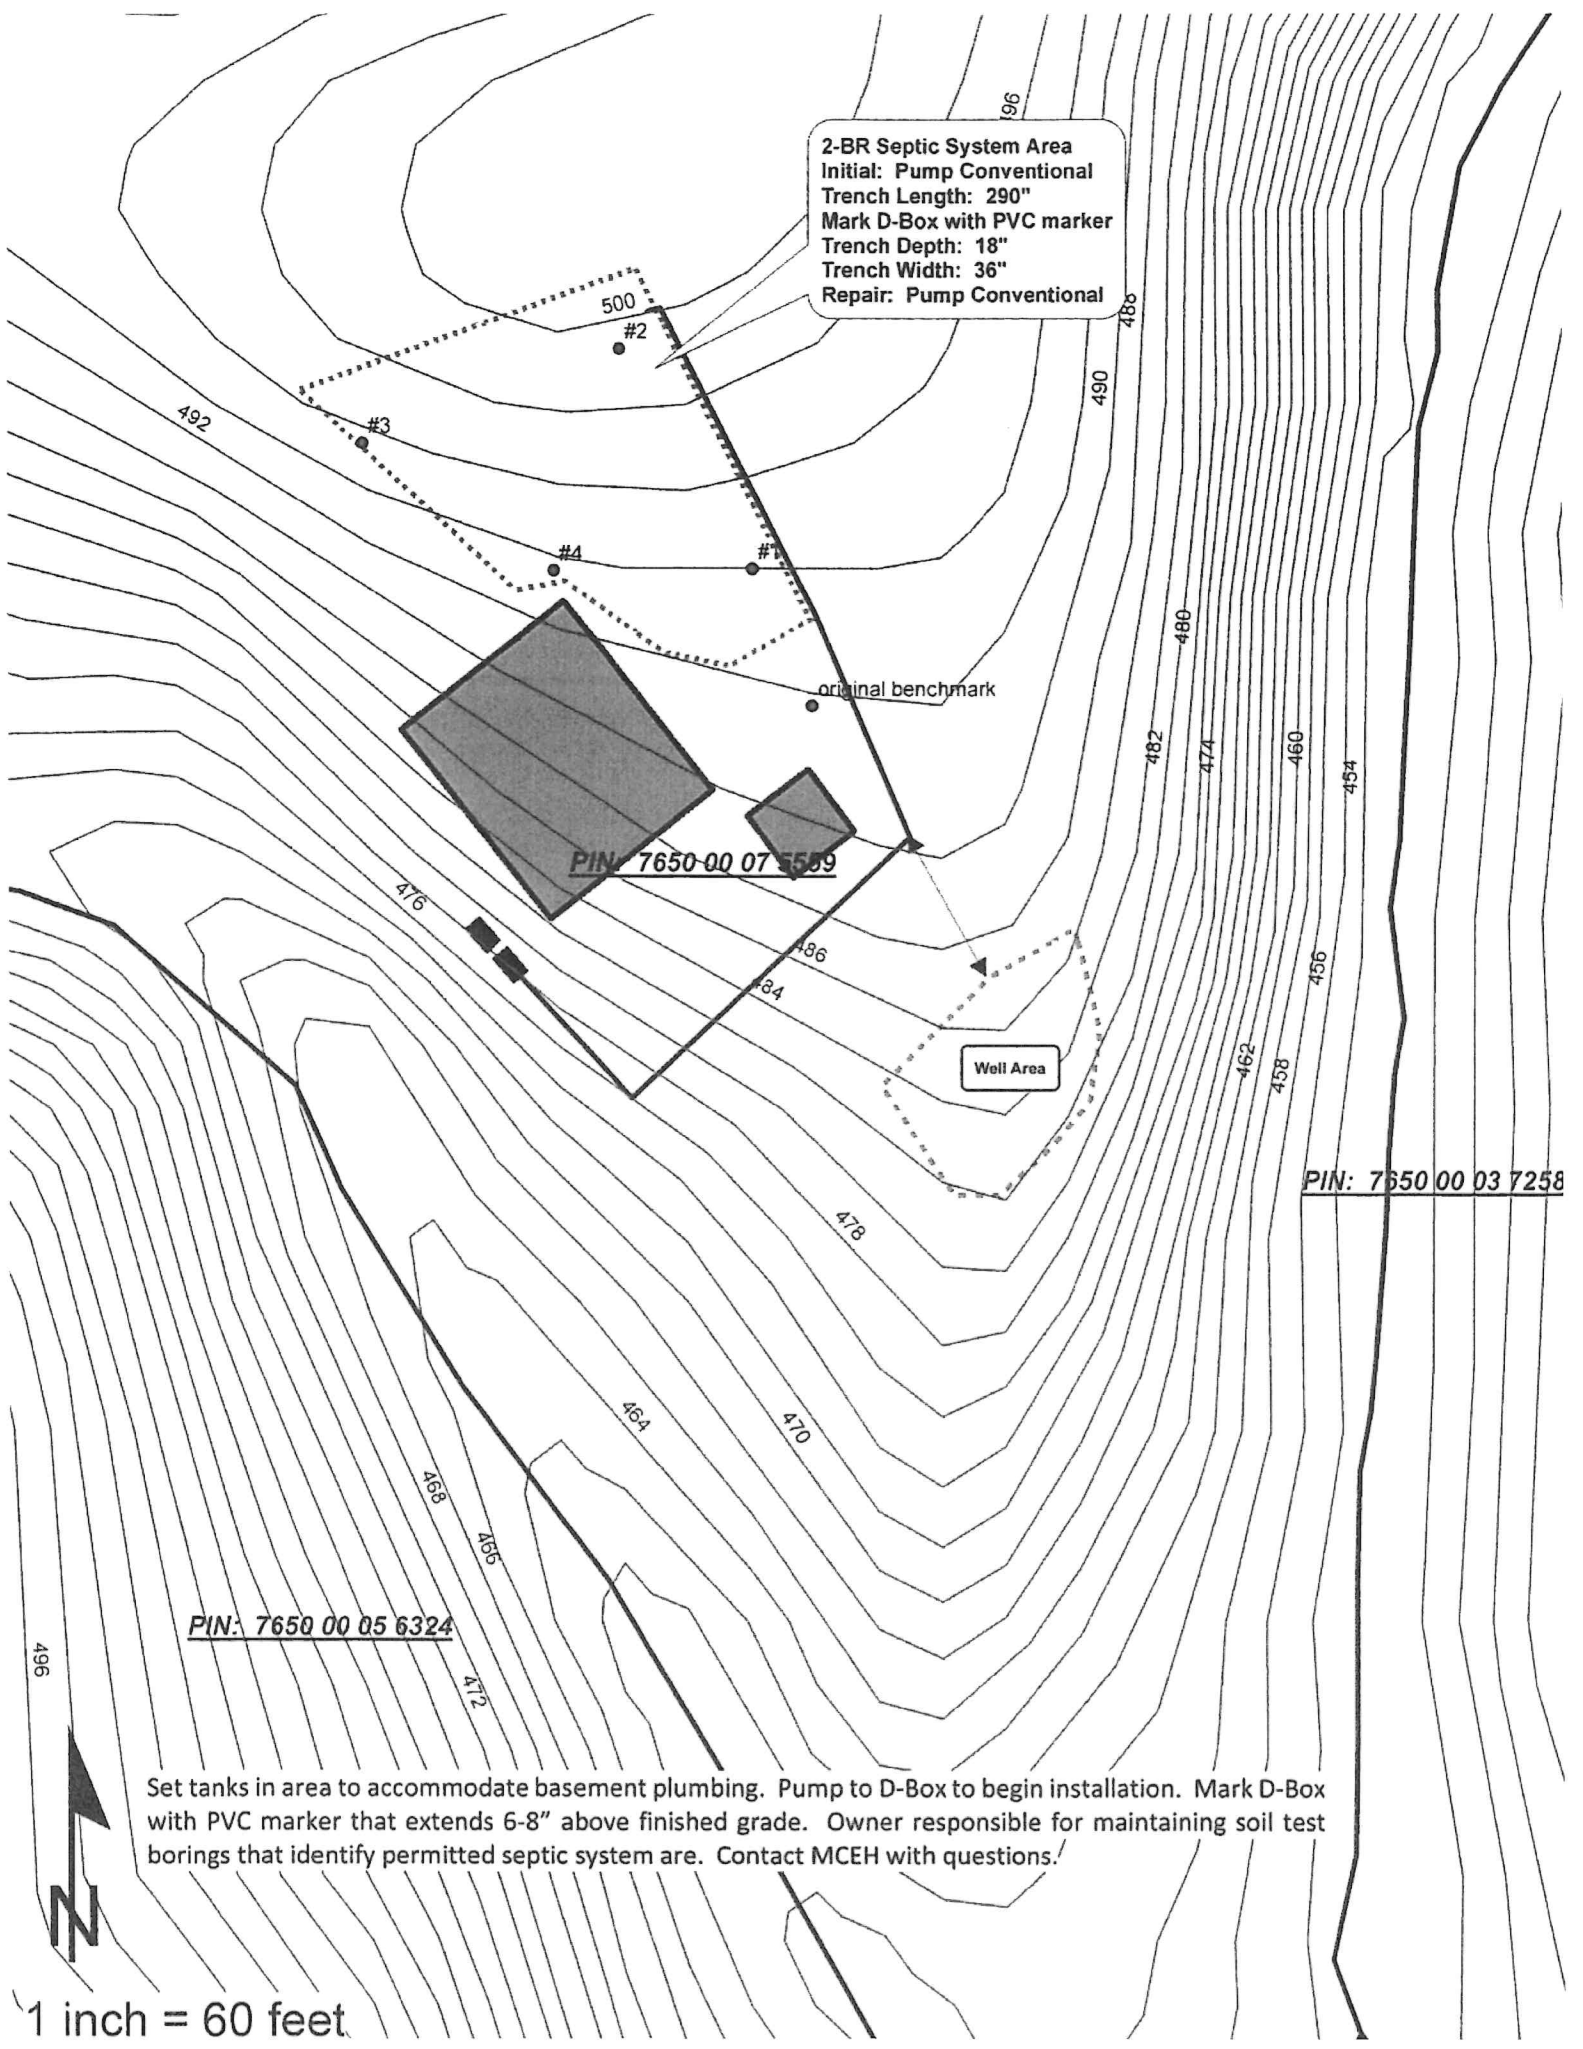 496
2-BR Septic System Area
Initial: Pump Conventional
Trench Length: 290"
Mark D-Box with PVC marker
Trench Depth: 18"
Trench Width: 36"
Repair: Pump Conventional
500
#2
488
490
492
#3
#4
#1
480
original benchmark
482
474
460
454
PIN: 7650 00 07 5559
476
486
484
456
Well Area
462
458
PIN: 7650 00 03 7258
478
464
470
468
466
PIN: 7650 00 05 6324
496
472
Set tanks in area to accommodate basement plumbing. Pump to D-Box to begin installation. Mark D-Box
with PVC marker that extends 6-8” above finished grade. Owner responsible for maintaining soil test
borings that identify permitted septic system are. Contact MCEH with questions.
N
1 inch = 60 feet